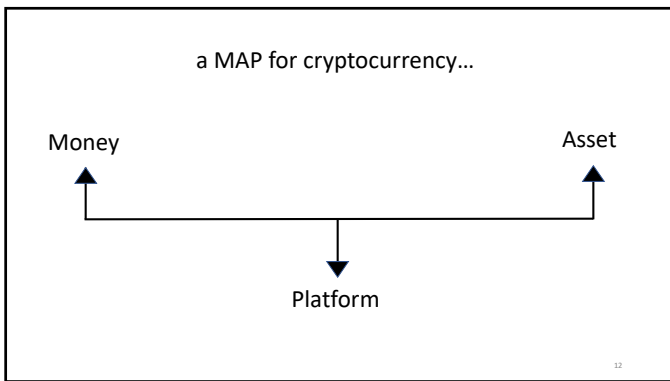 a MAP for cryptocurrency…
Money
Asset
Platform
12